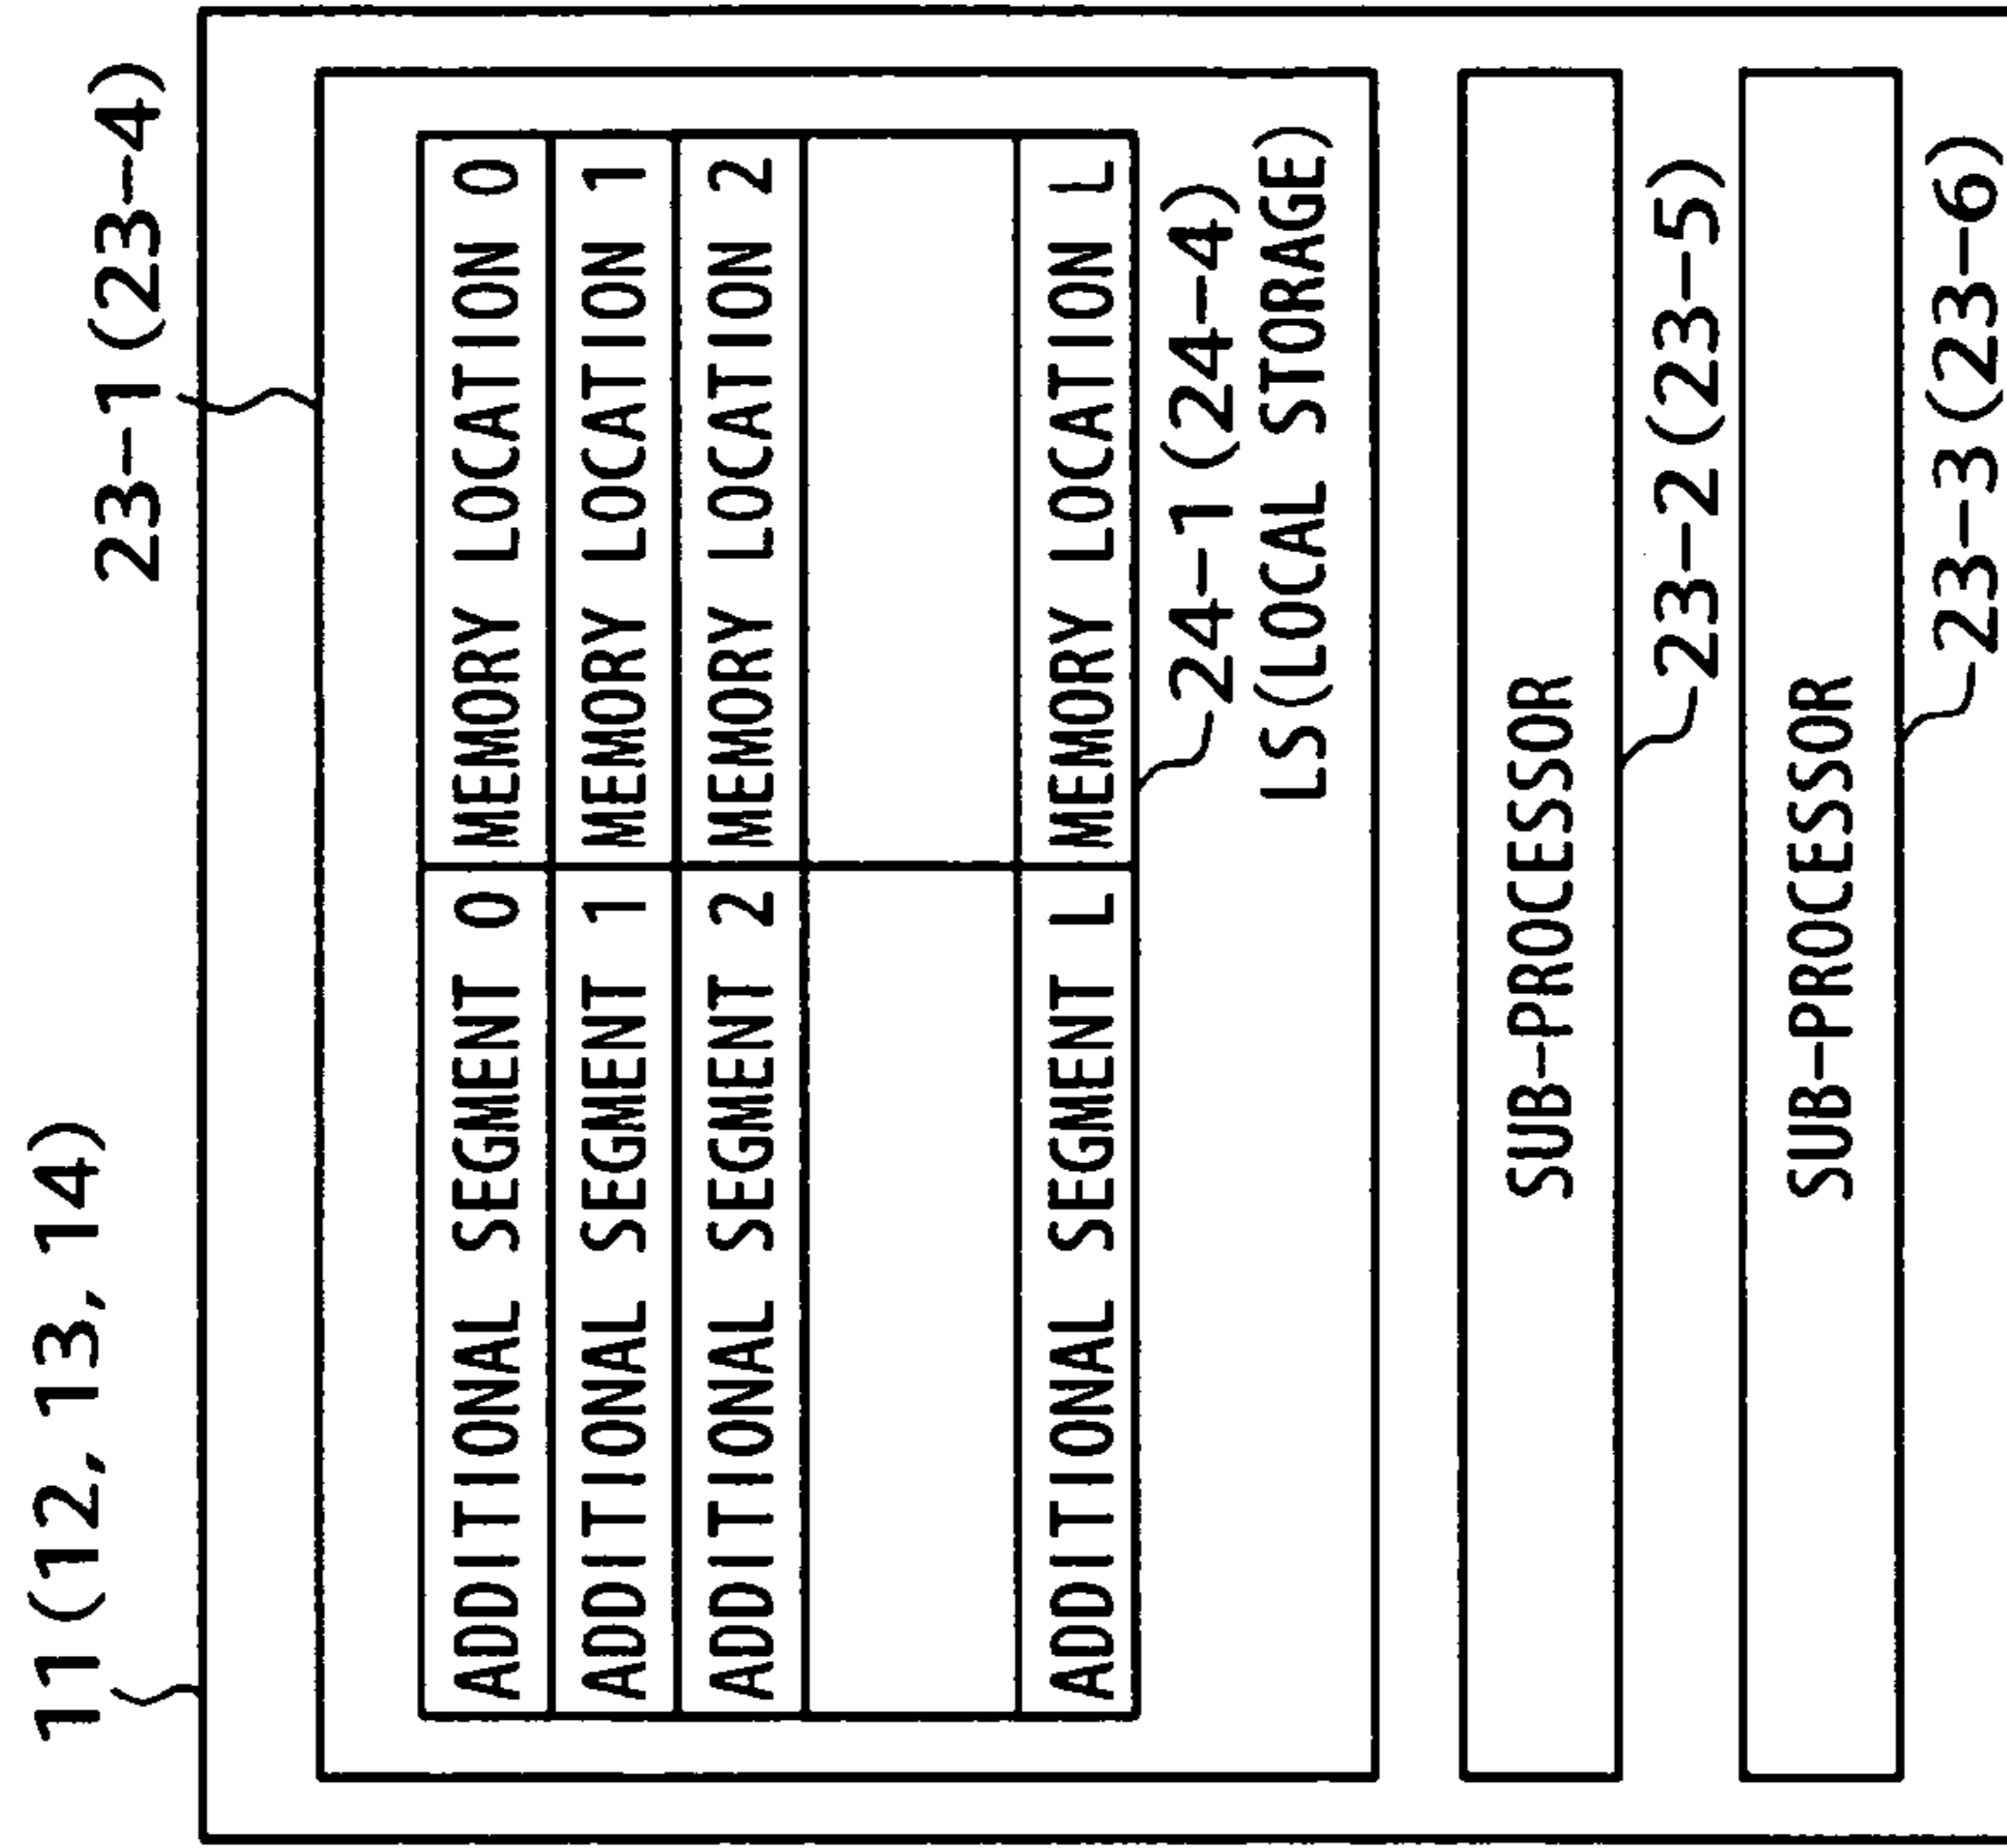 11(12, 13, 14)
23-1(23-4)
ADDITIONAL SEGMENT 0 MEMORY LOCATION 0
ADDITIONAL SEGMENT 1 MEMORY LOCATION 1
ADDITIONAL SEGMENT 2 MEMORY LOCATION 2
ADDITIONAL SEGMENT L MEMORY LOCATION L
24-1(24-4)
LS(LOCAL STORAGE)
SUB-PROCESSOR
23-2(23-5)
SUB-PROCESSOR
23-3(23-6)